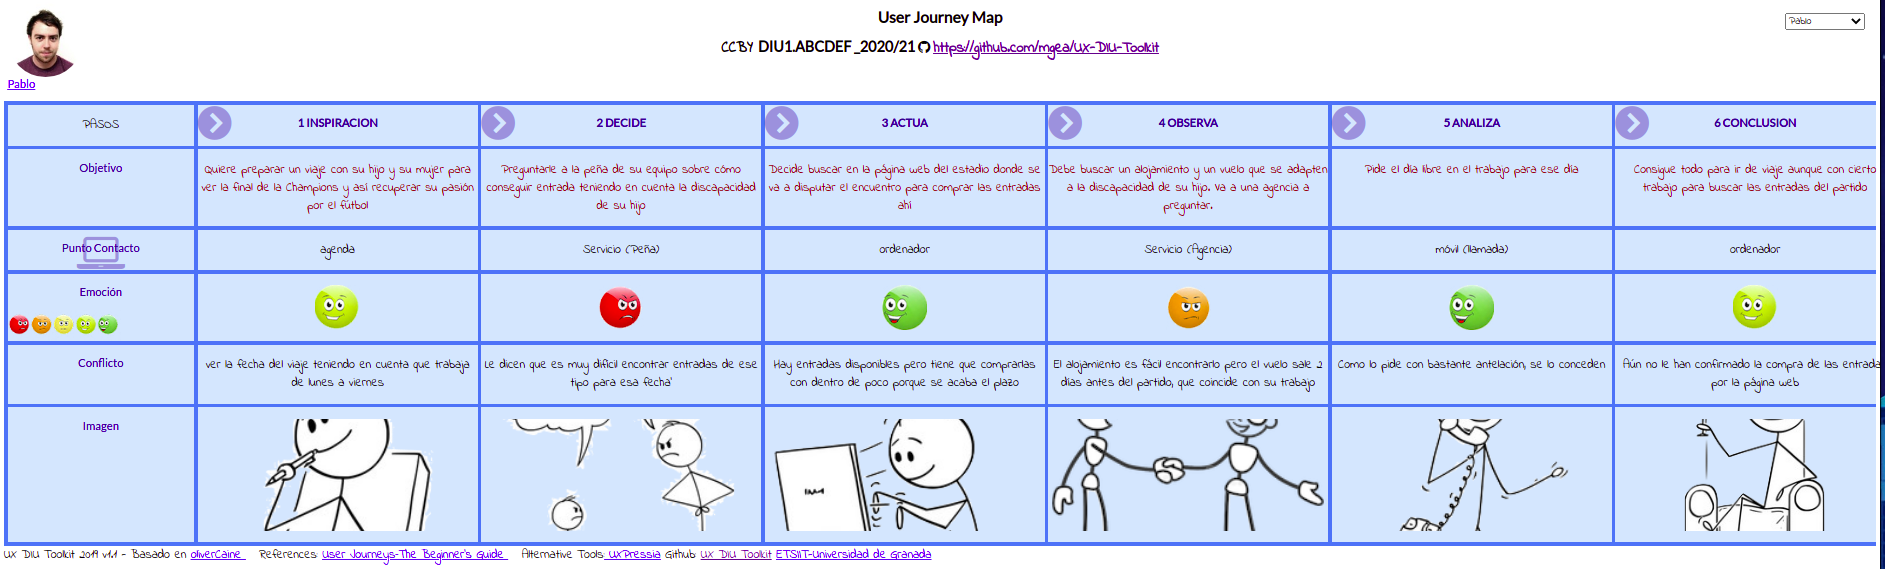 User Journey Map
Pablo
CCBY DIU1.ABCDEF_2020/21 https://github.com/mgea/UX-DIU-Toolkit
Pablo
PASOS
1 INSPIRACION
2 DECIDE
3 ACTUA
4 OBSERVA
5 ANALIZA
6 CONCLUSION
Objetivo
Quiere preparar un viaje con su hijo y su mujer para
ver la final de la Champions y así recuperar su pasión
por el fútbol
Preguntarle a la peña de su equipo sobre cómo
conseguir entrada teniendo en cuenta la discapacidad
de su hijo
Decide buscar en la página web del estadio donde se
va a disputar el encuentro para comprar las entradas
ahí
Debe buscar un alojamiento y un vuelo que se adapten
a la discapacidad de su hijo. Va a una agencia a
preguntar.
Pide el día libre en el trabajo para ese día
Consigue todo para ir de viaje aunque con cierto
trabajo para buscar las entradas del partido
Punto Contacto
agenda
Servicio (Peña)
ordenador
Servicio (Agencia)
móvil (llamada)
ordenador
Emoción
Conflicto
ver la fecha del viaje teniendo en cuenta que trabaja
de lunes a viernes
Le dicen que es muy difícil encontrar entradas de ese
tipo para esa fecha'
Hay entradas disponibles pero tiene que comprarlas
con dentro de poco porque se acaba el plazo
El alojamiento es fácil encontrarlo pero el vuelo sale 2
días antes del partido, que coincide con su trabajo
Como lo pide con bastante antelación, se lo conceden
Aún no le han confirmado la compra de las entrada
por la página web
Imagen
UX DIU Toolkit 2019 v1.1 - Basado en oliverCaine References: User Journeys-The Beginner's Guide Alternative Tools: UXPressia Github: UX DIU Toolkit ETSIIT-Universidad de Granada